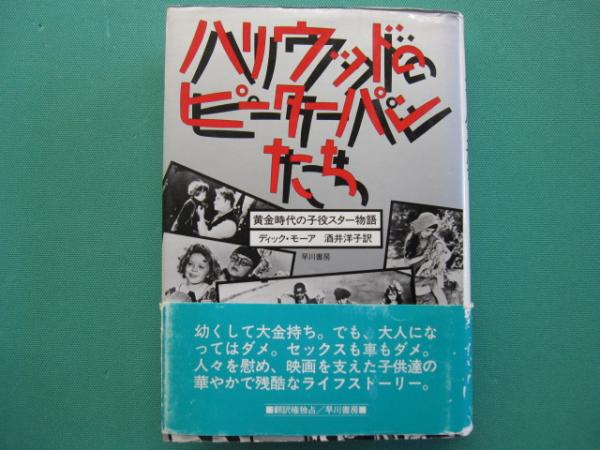 ハリウッドの
ピーターパン
たち
黄金時代の子役スター物語
ディック・モーア 酒井洋子訳
早川書房
幼くして大金持ち。でも、大人にな
ってはダメ。セックスも車もダメ。
人々を慰め、映画を支えた子供達の
華やかで残酷なライフストーリー。
■翻訳権独占/早川書房■